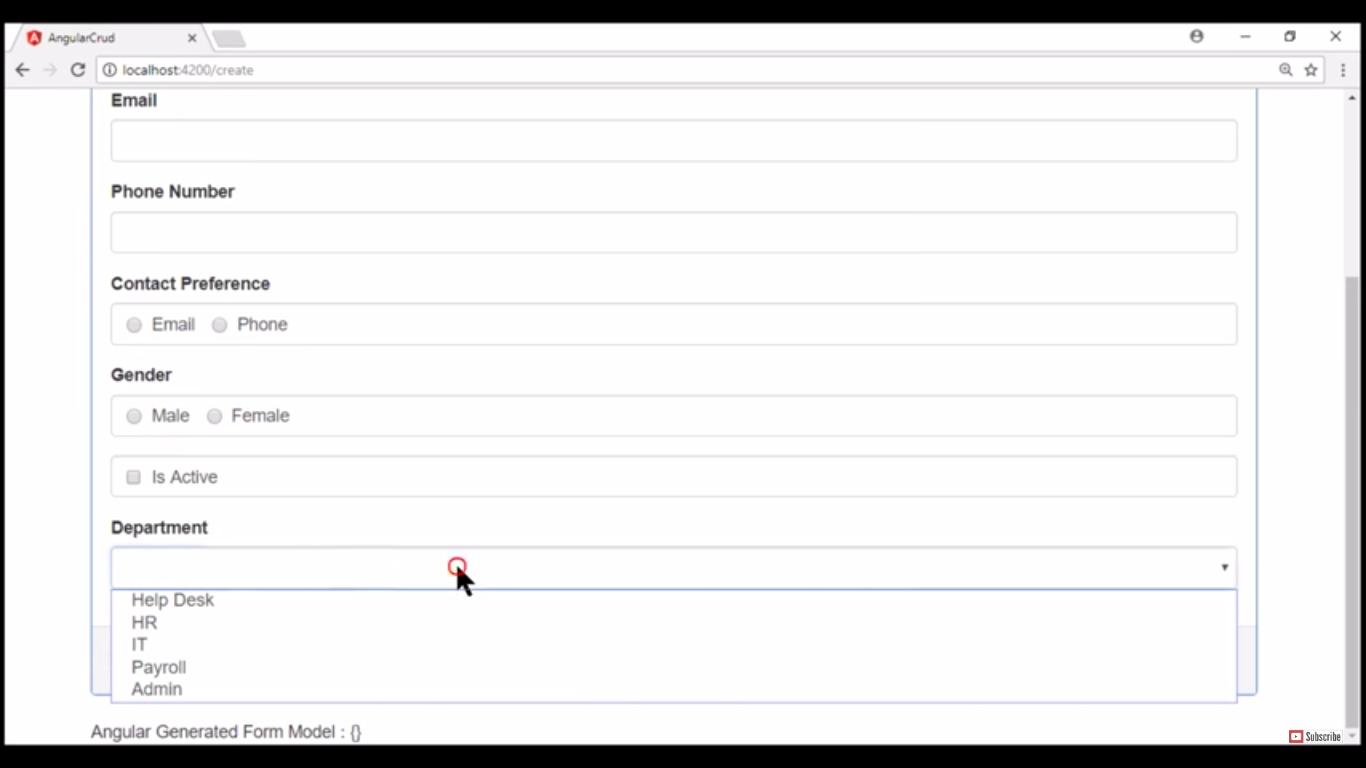 AngularCrud
localhost:4200/create
Email
Phone Number
Contact Preference
Email Phone
Gender
Male Female
Is Active
Department
Help Desk
HR
IT
Payroll
Admin
Angular Generated Form Model : {}
Subscribe